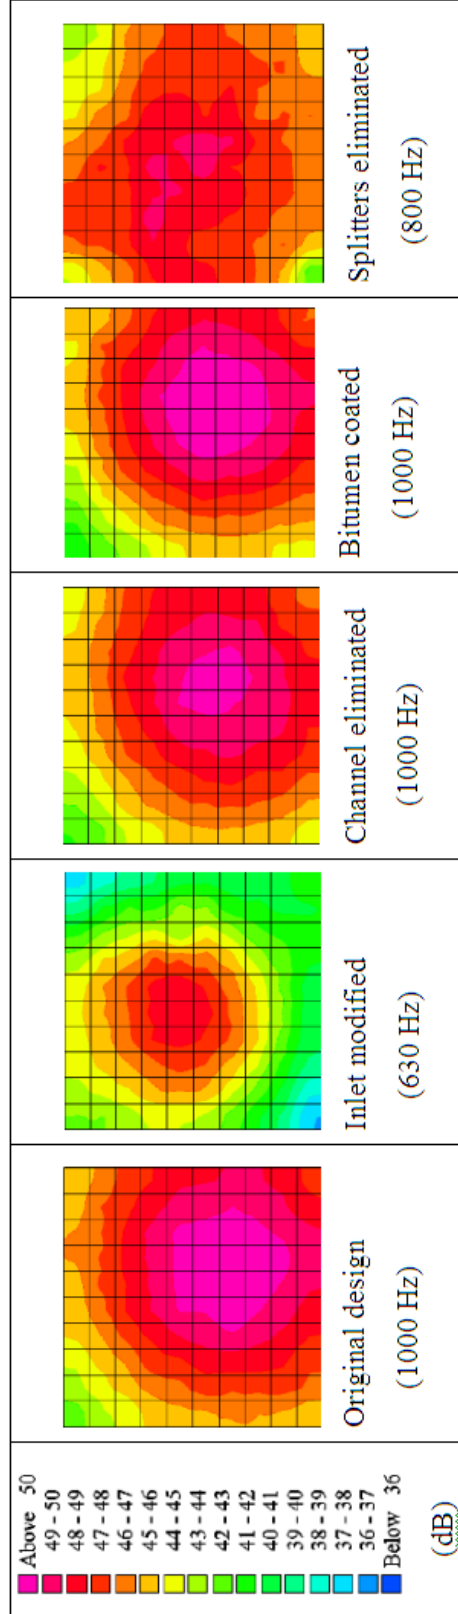 Above 50
49 - 50
48 - 49
47 - 48
46 - 47
45 - 46
44 - 45
43 - 44
42 - 43
41 - 42
40 - 41
39 - 40
38 - 39
37 - 38
36 - 37
Below 36
(dB)
Original design
(1000 Hz)
Inlet modified
(630 Hz)
Channel eliminated
(1000 Hz)
Bitumen coated
(1000 Hz)
Splitters eliminated
(800 Hz)